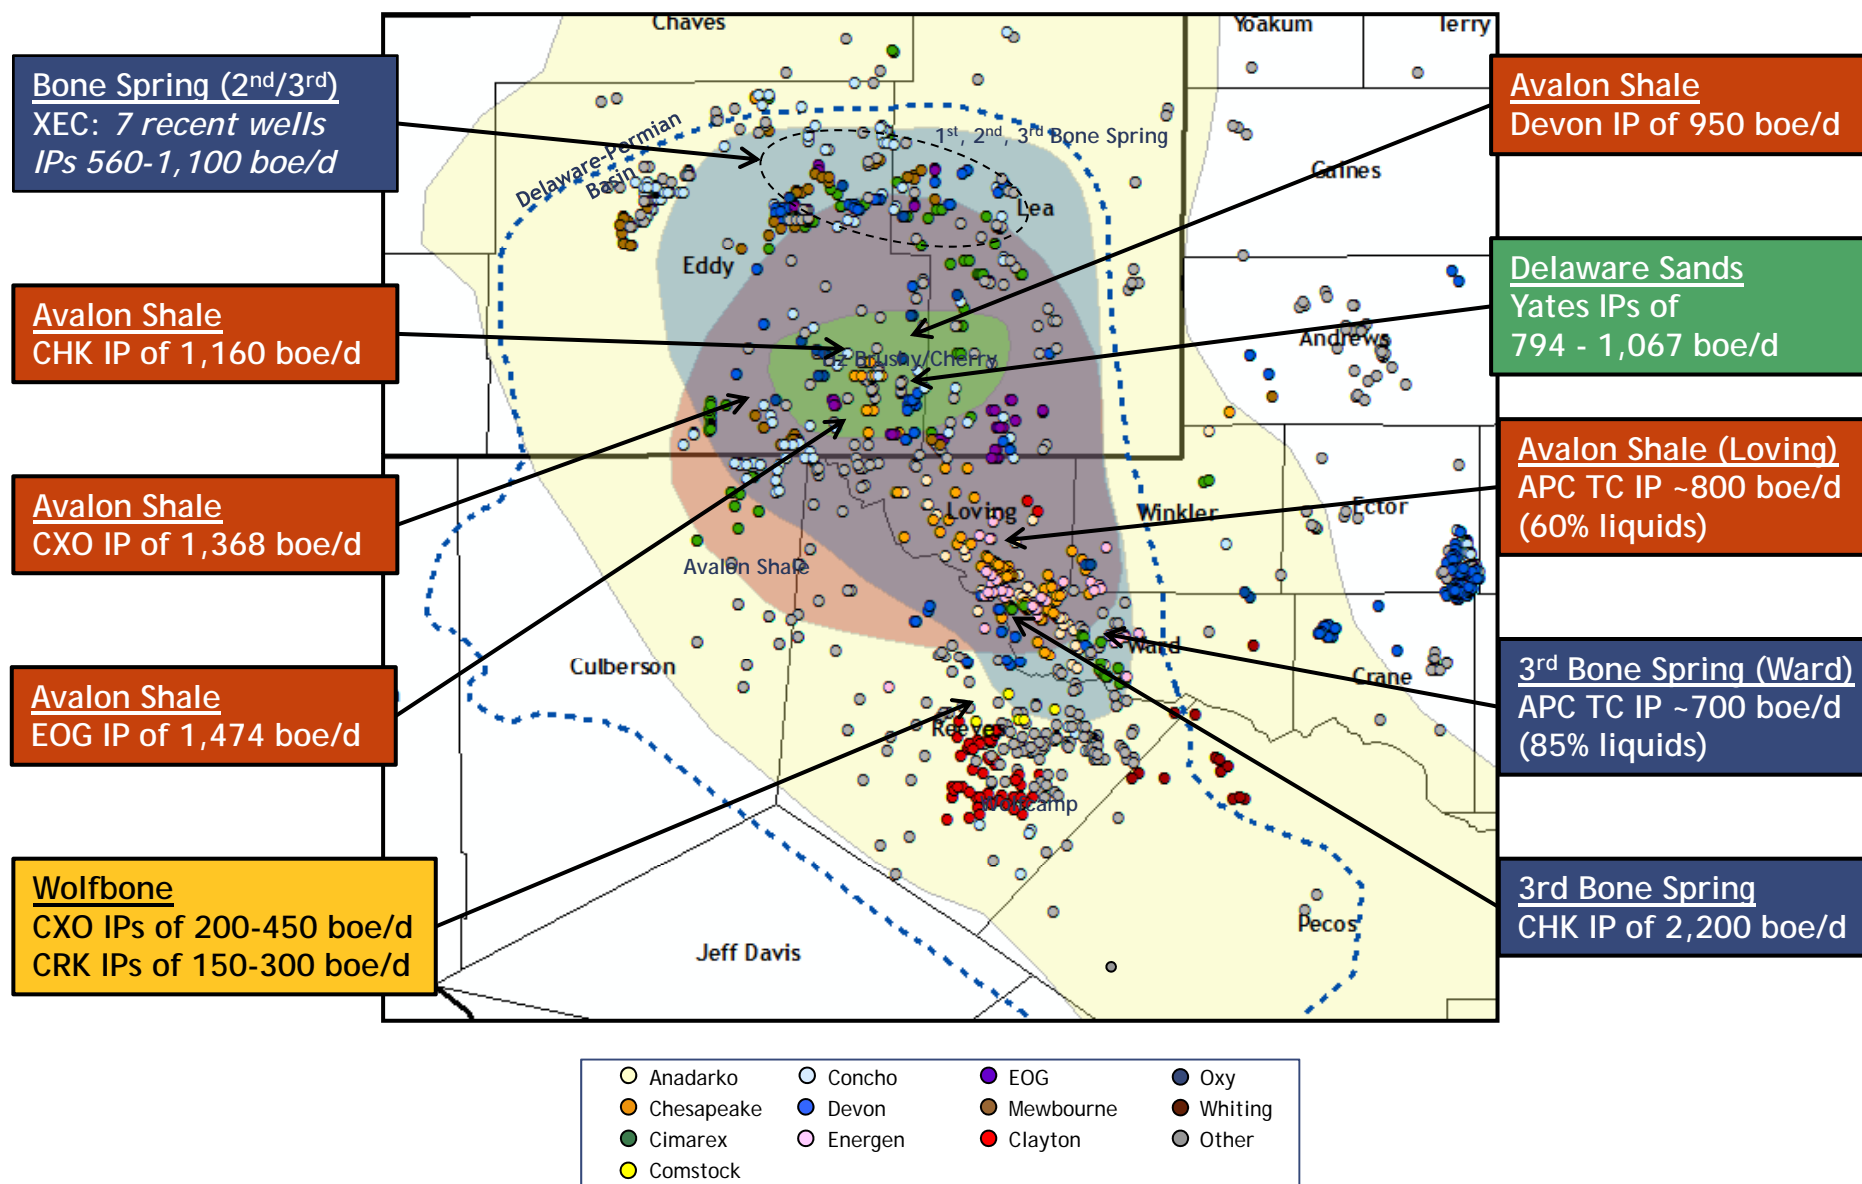 Bone Spring (2nd/3rd)
XEC: 7 recent wells
IPs 560-1,100 boe/d
Avalon Shale
CHK IP of 1,160 boe/d
Avalon Shale
CXO IP of 1,368 boe/d
Avalon Shale
EOG IP of 1,474 boe/d
Wolfbone
CXO IPs of 200-450 boe/d
CRK IPs of 150-300 boe/d
Chaves
Yoakum
Terry
Delaware-Permian
Basin
1st, 2nd, 3rd Bone Spring
Gaines
Lea
Eddy
Andrews
Brushy/Cherry
Loving
Winkler
Ector
Avalon Shale
Culberson
Ward
Crane
Reeves
Wolfcamp
Pecos
Jeff Davis
Avalon Shale
Devon IP of 950 boe/d
Delaware Sands
Yates IPs of
794 - 1,067 boe/d
Avalon Shale (Loving)
APC TC IP ~800 boe/d
(60% liquids)
3rd Bone Spring (Ward)
APC TC IP ~700 boe/d
(85% liquids)
3rd Bone Spring
CHK IP of 2,200 boe/d
Anadarko
Concho
EOG
Oxy
Chesapeake
Devon
Mewbourne
Whiting
Cimarex
Energen
Clayton
Other
Comstock